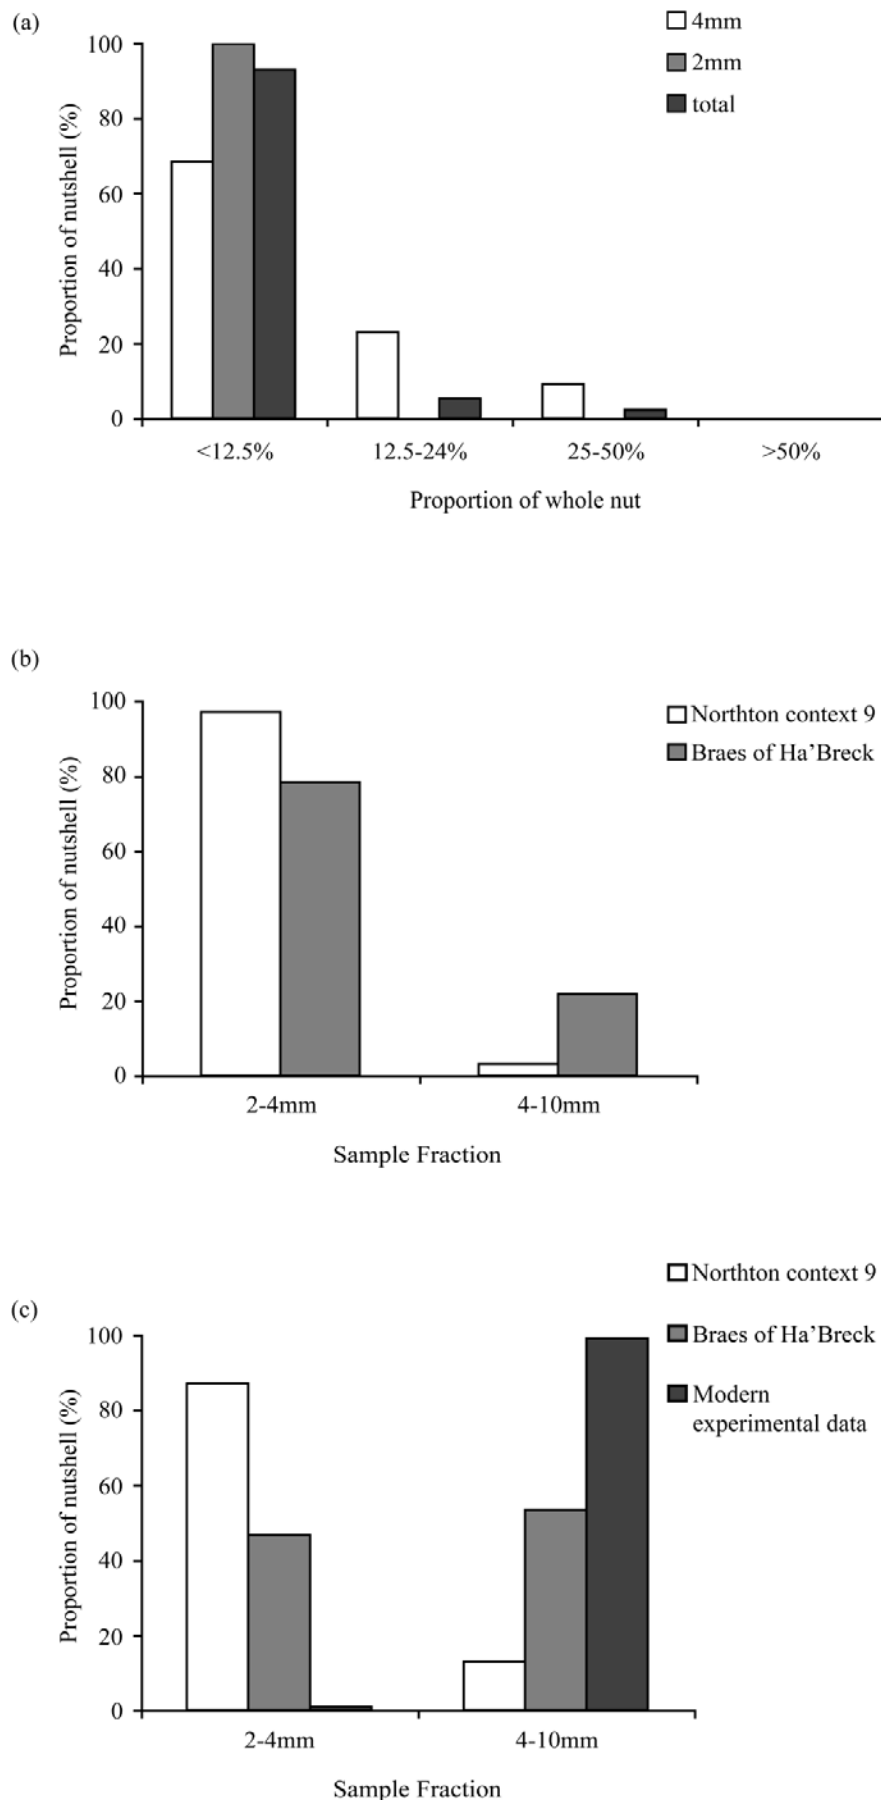 (a)
4mm
2mm
total
Proportion of nutshell (%)
100
80
60
40
20
0
<12.5%
12.5-24%
25-50%
>50%
Proportion of whole nut
(b)
Northton context 9
Braes of Ha’Breck
Proportion of nutshell (%)
100
80
60
40
20
0
2-4mm
4-10mm
Sample Fraction
(c)
Northton context 9
Braes of Ha’Breck
Modern
experimental data
Proportion of nutshell (%)
100
80
60
40
20
0
2-4mm
4-10mm
Sample Fraction